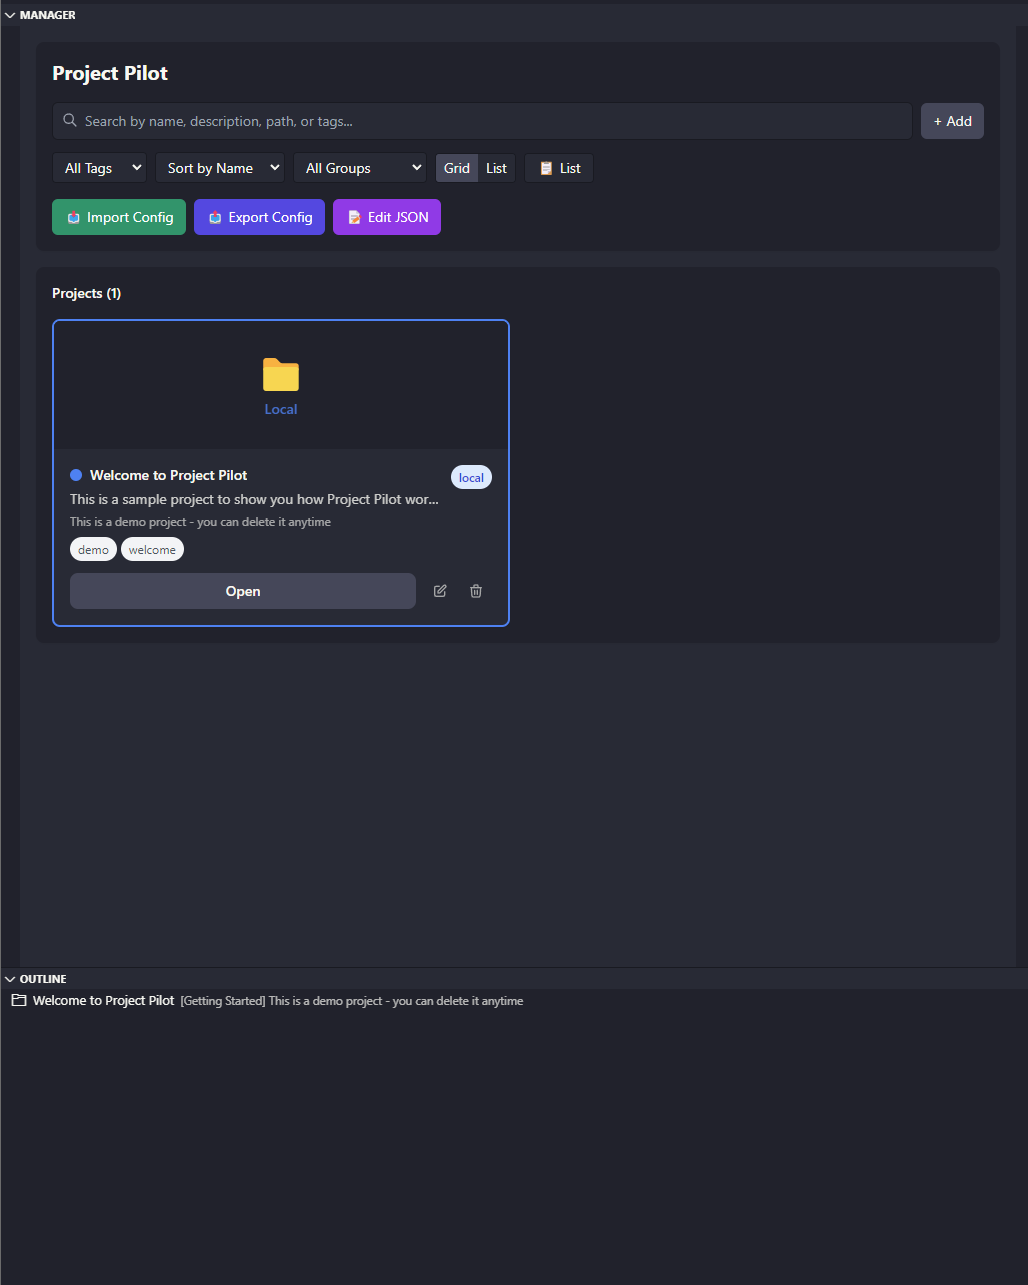 MANAGER
Project Pilot
Search by name, description, path, or tags...
+ Add
All Tags Sort by Name All Groups Grid List List
Import Config Export Config Edit JSON
Projects (1)
Local
Welcome to Project Pilot local
This is a sample project to show you how Project Pilot wor...
This is a demo project - you can delete it anytime
demo welcome
Open
OUTLINE
Welcome to Project Pilot [Getting Started] This is a demo project - you can delete it anytime